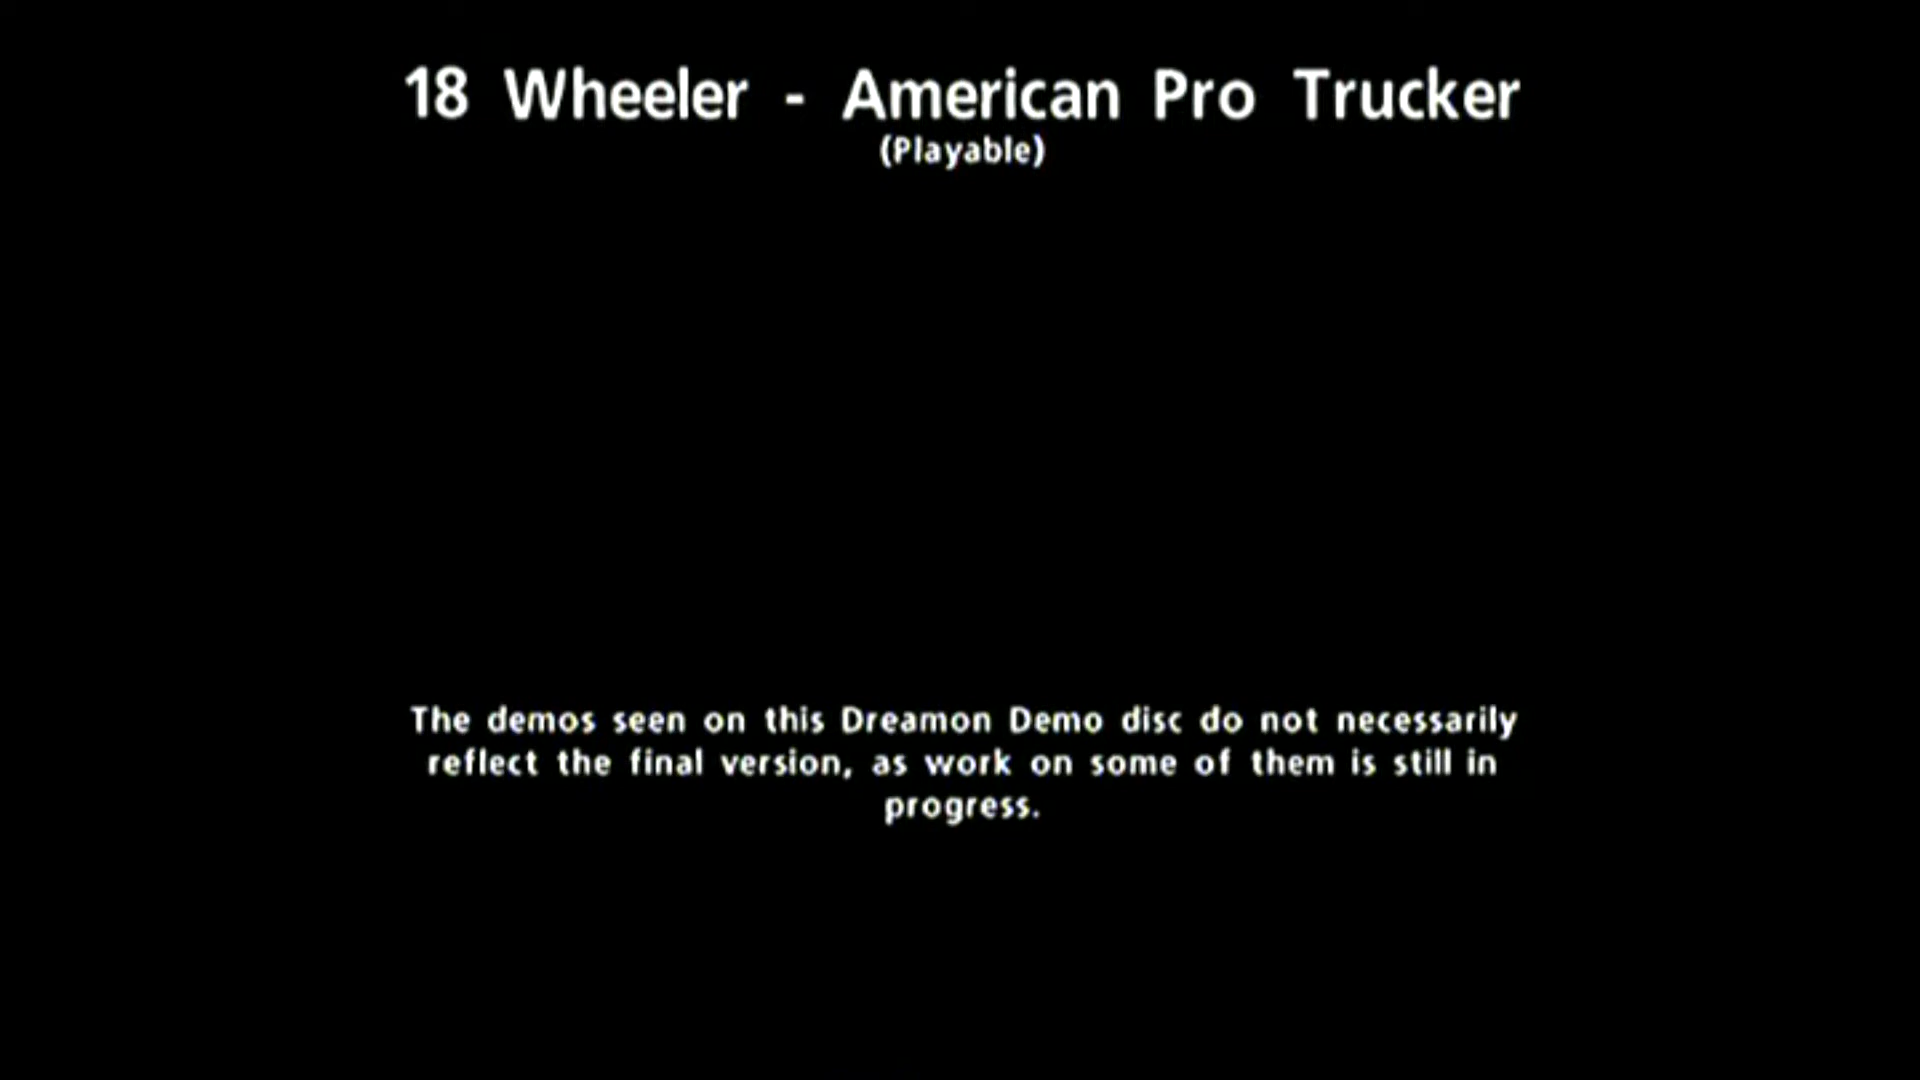 18 Wheeler - American Pro Trucker
(Playable)
The demos seen on this Dreamon Demo disc do not necessarily
reflect the final version, as work on some of them is still in
progress.